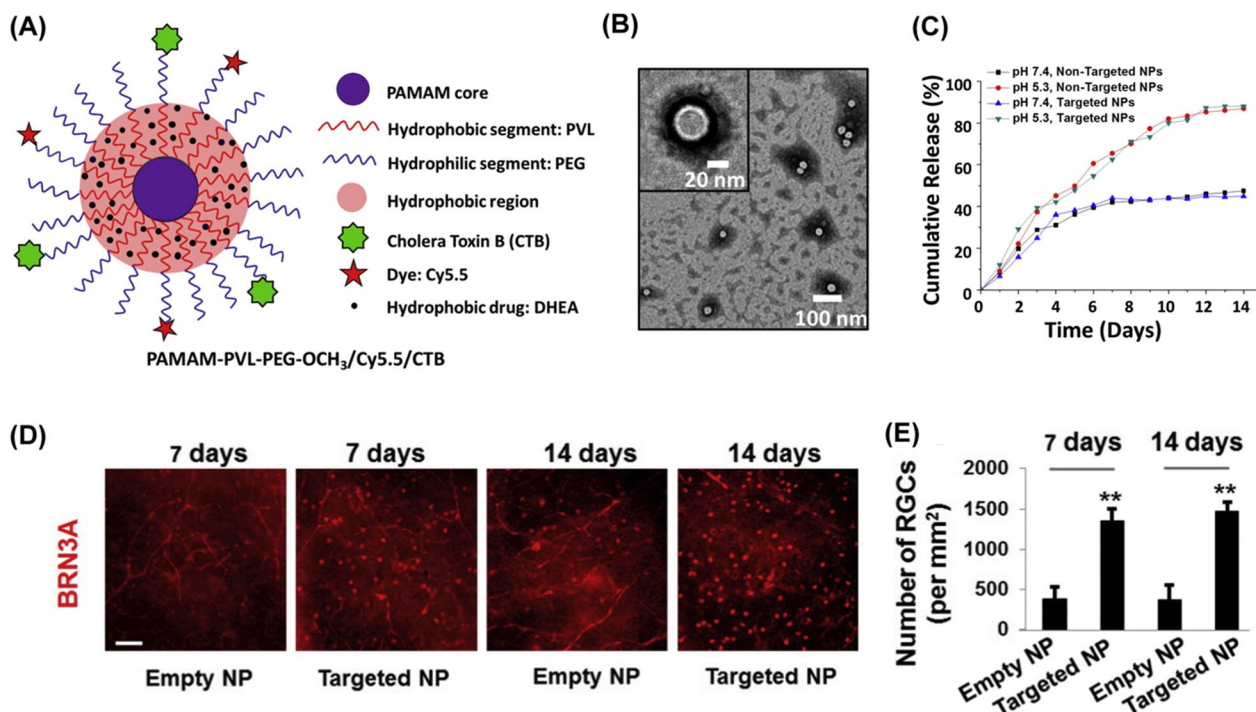 (A)
PAMAM core
Hydrophobic segment: PVL
Hydrophilic segment: PEG
Hydrophobic region
Cholera Toxin B (CTB)
Dye: Cy5.5
Hydrophobic drug: DHEA
PAMAM-PVL-PEG-OCH₃/Cy5.5/CTB
(B)
20 nm
100 nm
(C)
pH 7.4, Non-Targeted NPs
pH 5.3, Non-Targeted NPs
pH 7.4, Targeted NPs
pH 5.3, Targeted NPs
Cumulative Release (%)
80
60
40
20
0
0 2 4 6 8 10 12 14
Time (Days)
(D)
7 days 7 days 14 days 14 days
BRN3A
Empty NP Targeted NP Empty NP Targeted NP
(E)
7 days 14 days
Number of RGCs
(per mm²)
2000
1500
1000
500
0
** **
Empty NP Targeted NP Empty NP Targeted NP